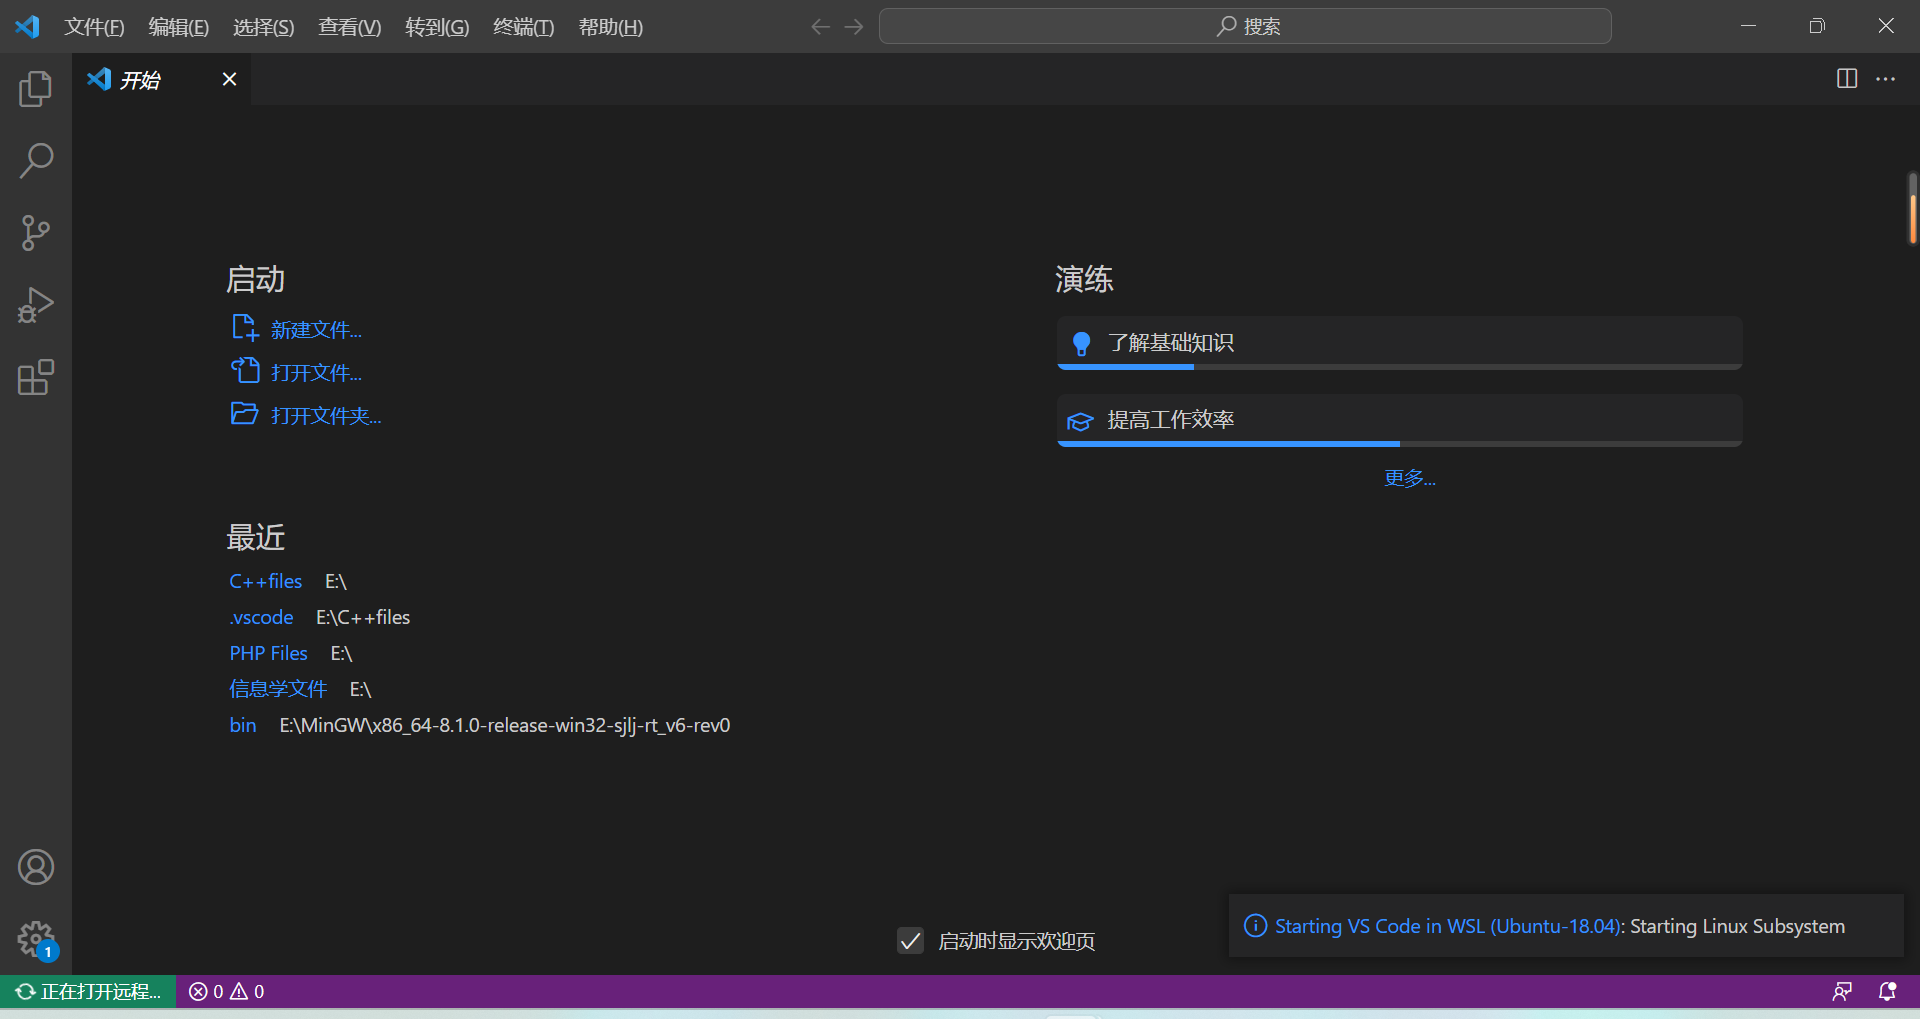 文件(F) 编辑(E) 选择(S) 查看(V) 转到(G) 终端(T) 帮助(H) 搜索
开始
启动
新建文件...
打开文件...
打开文件夹...
最近
C++files E:\
.vscode E:\C++files
PHP Files E:\
信息学文件 E:\
bin E:\MinGW\x86_64-8.1.0-release-win32-sjlj-rt_v6-rev0
演练
了解基础知识
提高工作效率
更多...
启动时显示欢迎页
Starting VS Code in WSL (Ubuntu-18.04): Starting Linux Subsystem
1
正在打开远程... 0 0